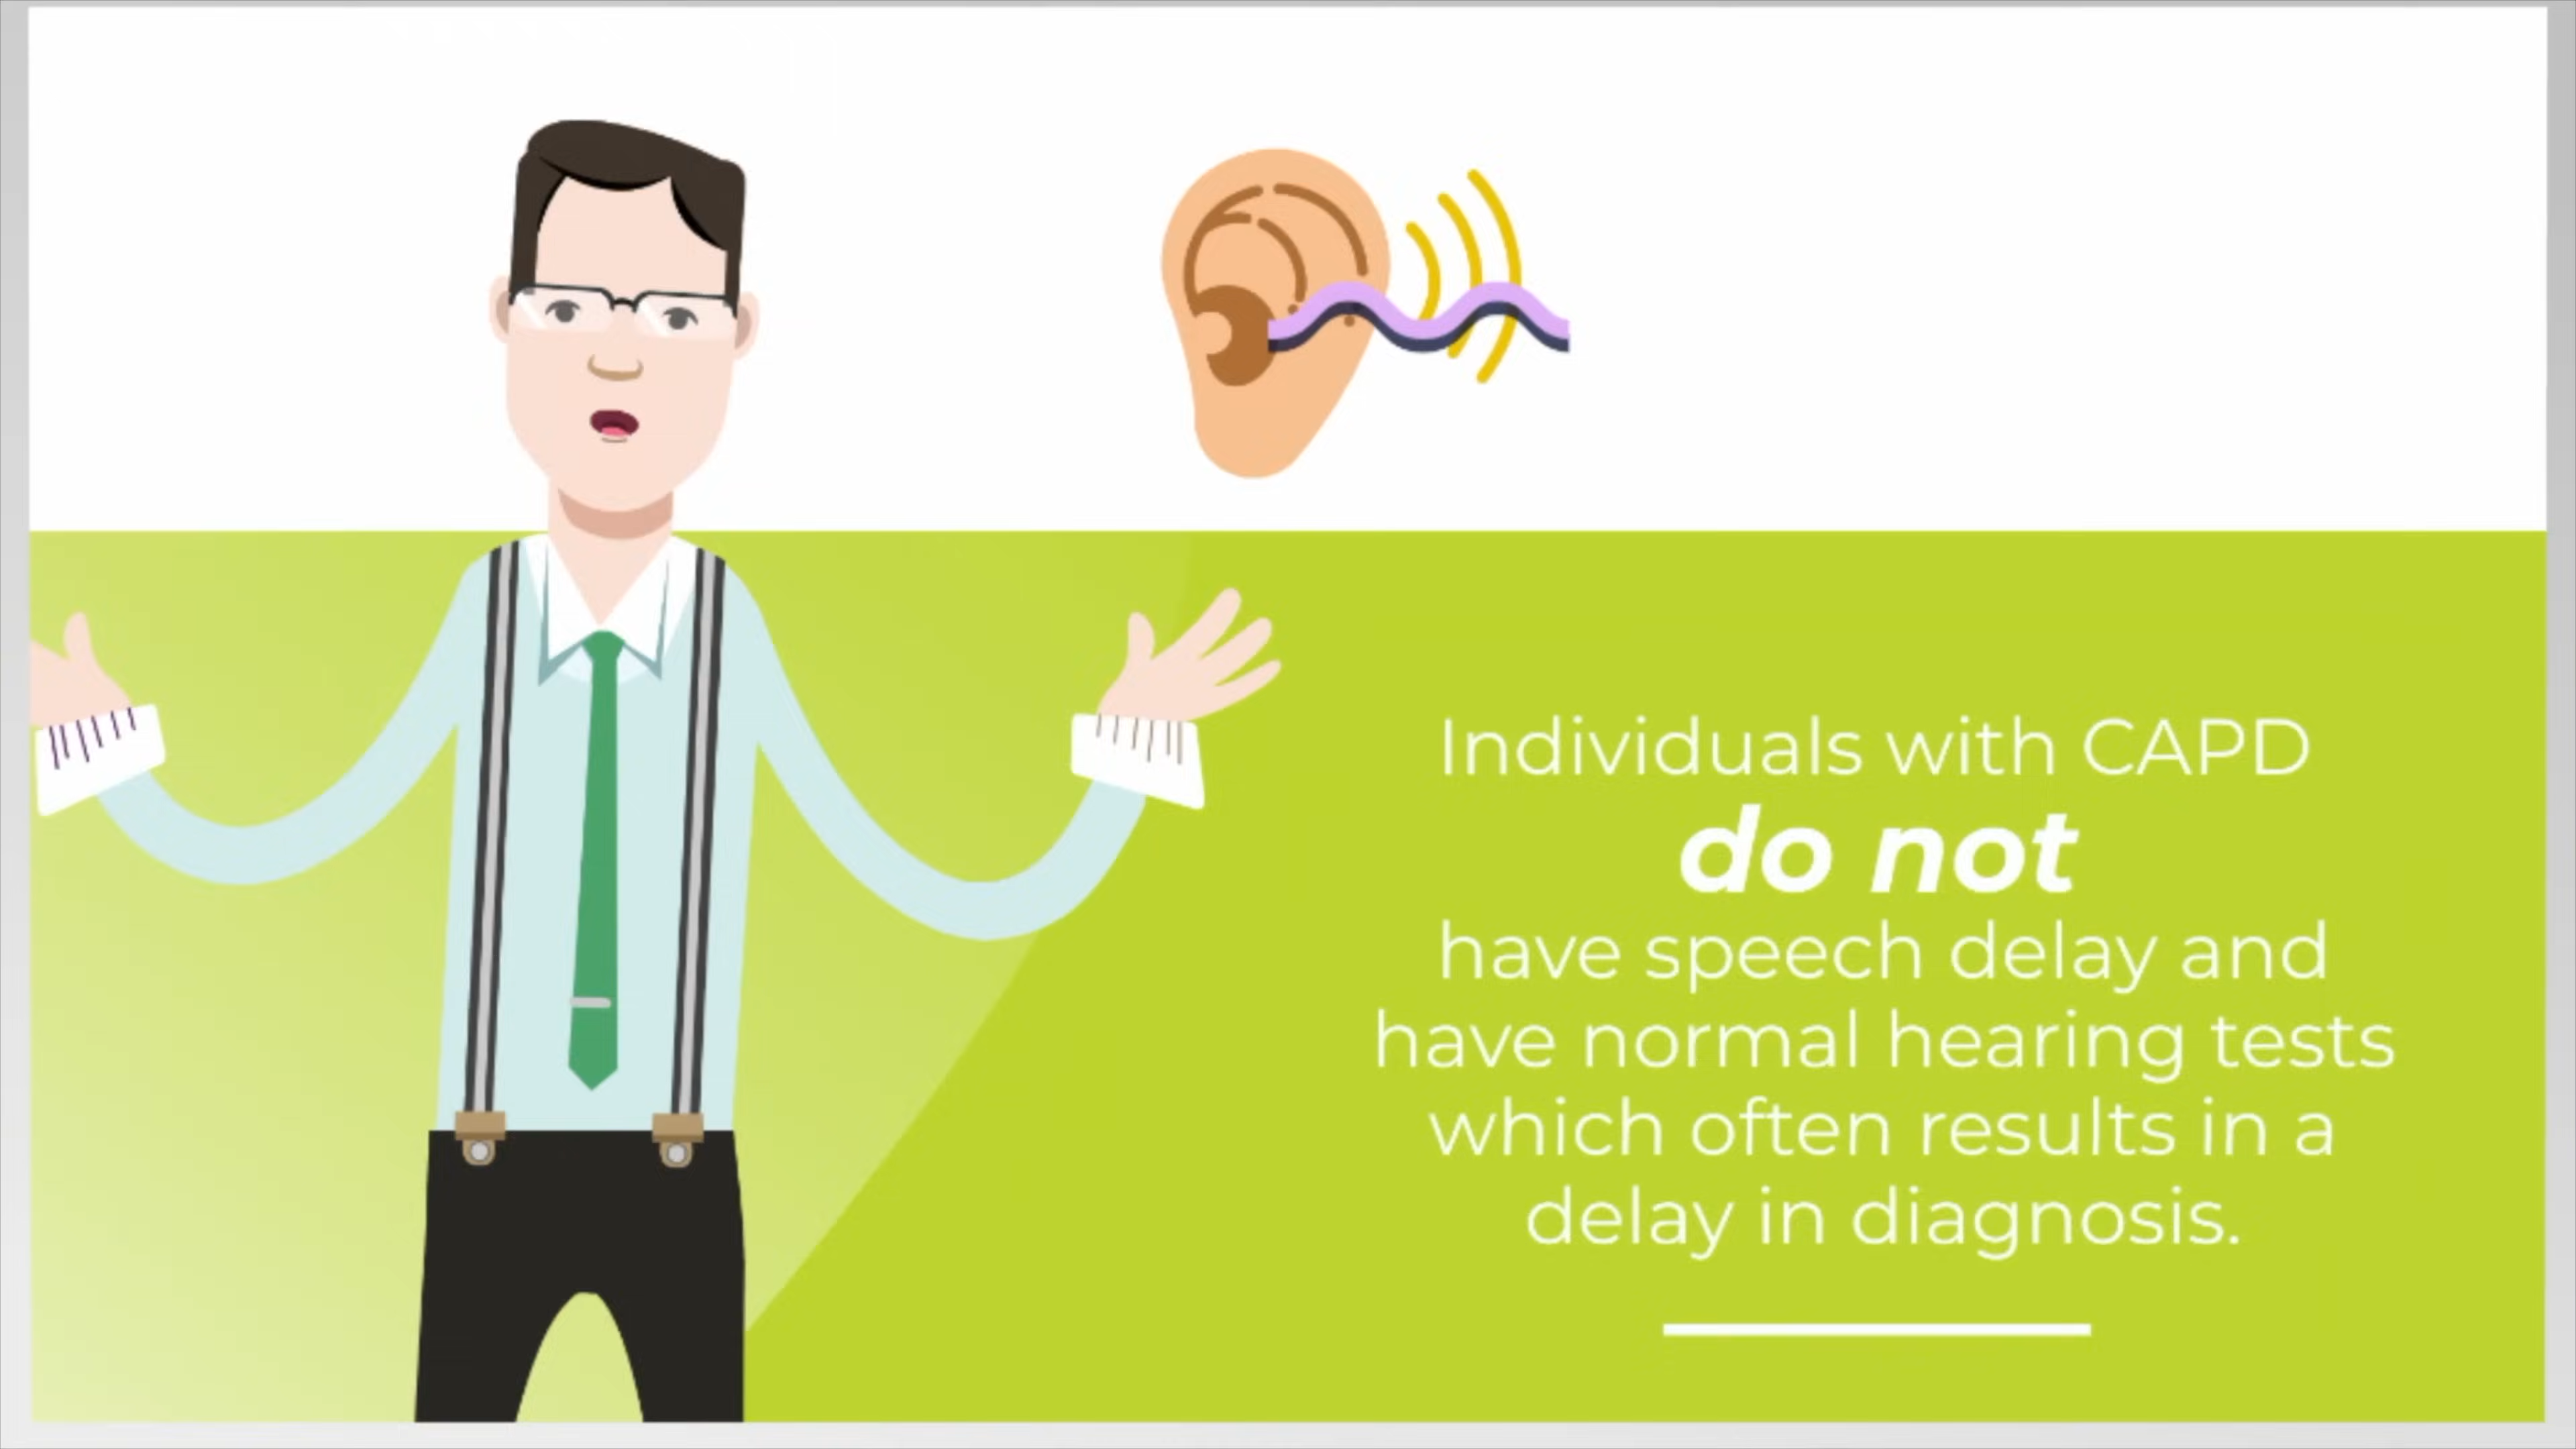 Individuals with CAPD
do not
have speech delay and
have normal hearing tests
which often results in a
delay in diagnosis.